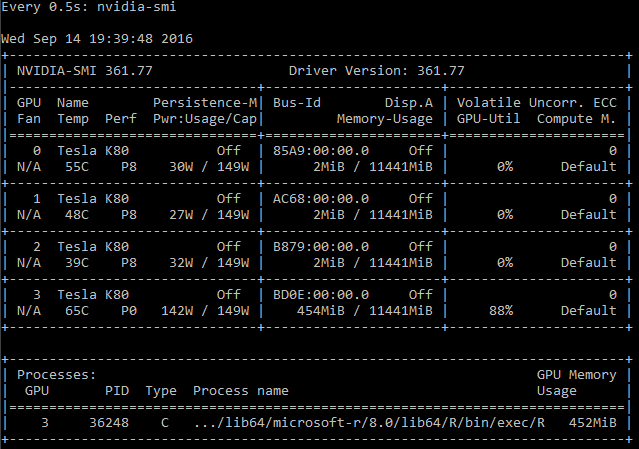 Every 0.5s: nvidia-smi
Wed Sep 14 19:39:48 2016
+-----------------------------------------------------------------------------+
| NVIDIA-SMI 361.77                 Driver Version: 361.77                    |
|-------------------------------+----------------------+----------------------+
| GPU  Name        Persistence-M| Bus-Id        Disp.A | Volatile Uncorr. ECC |
| Fan  Temp  Perf  Pwr:Usage/Cap|         Memory-Usage | GPU-Util  Compute M. |
|===============================+======================+======================|
|   0  Tesla K80           Off  | 85A9:00:00.0     Off |                    0 |
| N/A   55C    P8    30W / 149W |      2MiB / 11441MiB |      0%      Default |
+-------------------------------+----------------------+----------------------+
|   1  Tesla K80           Off  | AC68:00:00.0     Off |                    0 |
| N/A   48C    P8    27W / 149W |      2MiB / 11441MiB |      0%      Default |
+-------------------------------+----------------------+----------------------+
|   2  Tesla K80           Off  | B879:00:00.0     Off |                    0 |
| N/A   39C    P8    32W / 149W |      2MiB / 11441MiB |      0%      Default |
+-------------------------------+----------------------+----------------------+
|   3  Tesla K80           Off  | BD0E:00:00.0     Off |                    0 |
| N/A   65C    P0   142W / 149W |    454MiB / 11441MiB |     88%      Default |
+-------------------------------+----------------------+----------------------+
+-----------------------------------------------------------------------------+
| Processes:                                                       GPU Memory |
|  GPU       PID  Type  Process name                               Usage      |
|=============================================================================|
|    3     36248    C   .../lib64/microsoft-r/8.0/lib64/R/bin/exec/R   452MiB |
+-----------------------------------------------------------------------------+